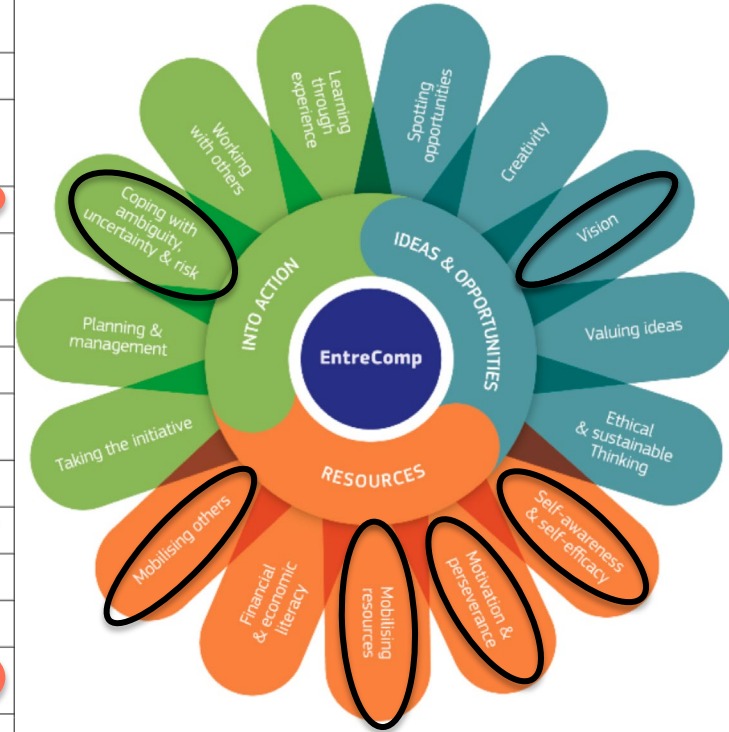 Learning
through
experience
Spotting
opportunities
Working
with others
Creativity
Coping with
ambiguity,
uncertainty & risk
Vision
INTO ACTION
IDEAS & OPPORTUNITIES
Planning &
management
EntreComp
Valuing ideas
Taking the initiative
Ethical
& sustainable
Thinking
RESOURCES
Mobilising others
Self-awareness
& self-efficacy
Financial
& economic
literacy
Mobilising
resources
Motivation &
perseverance